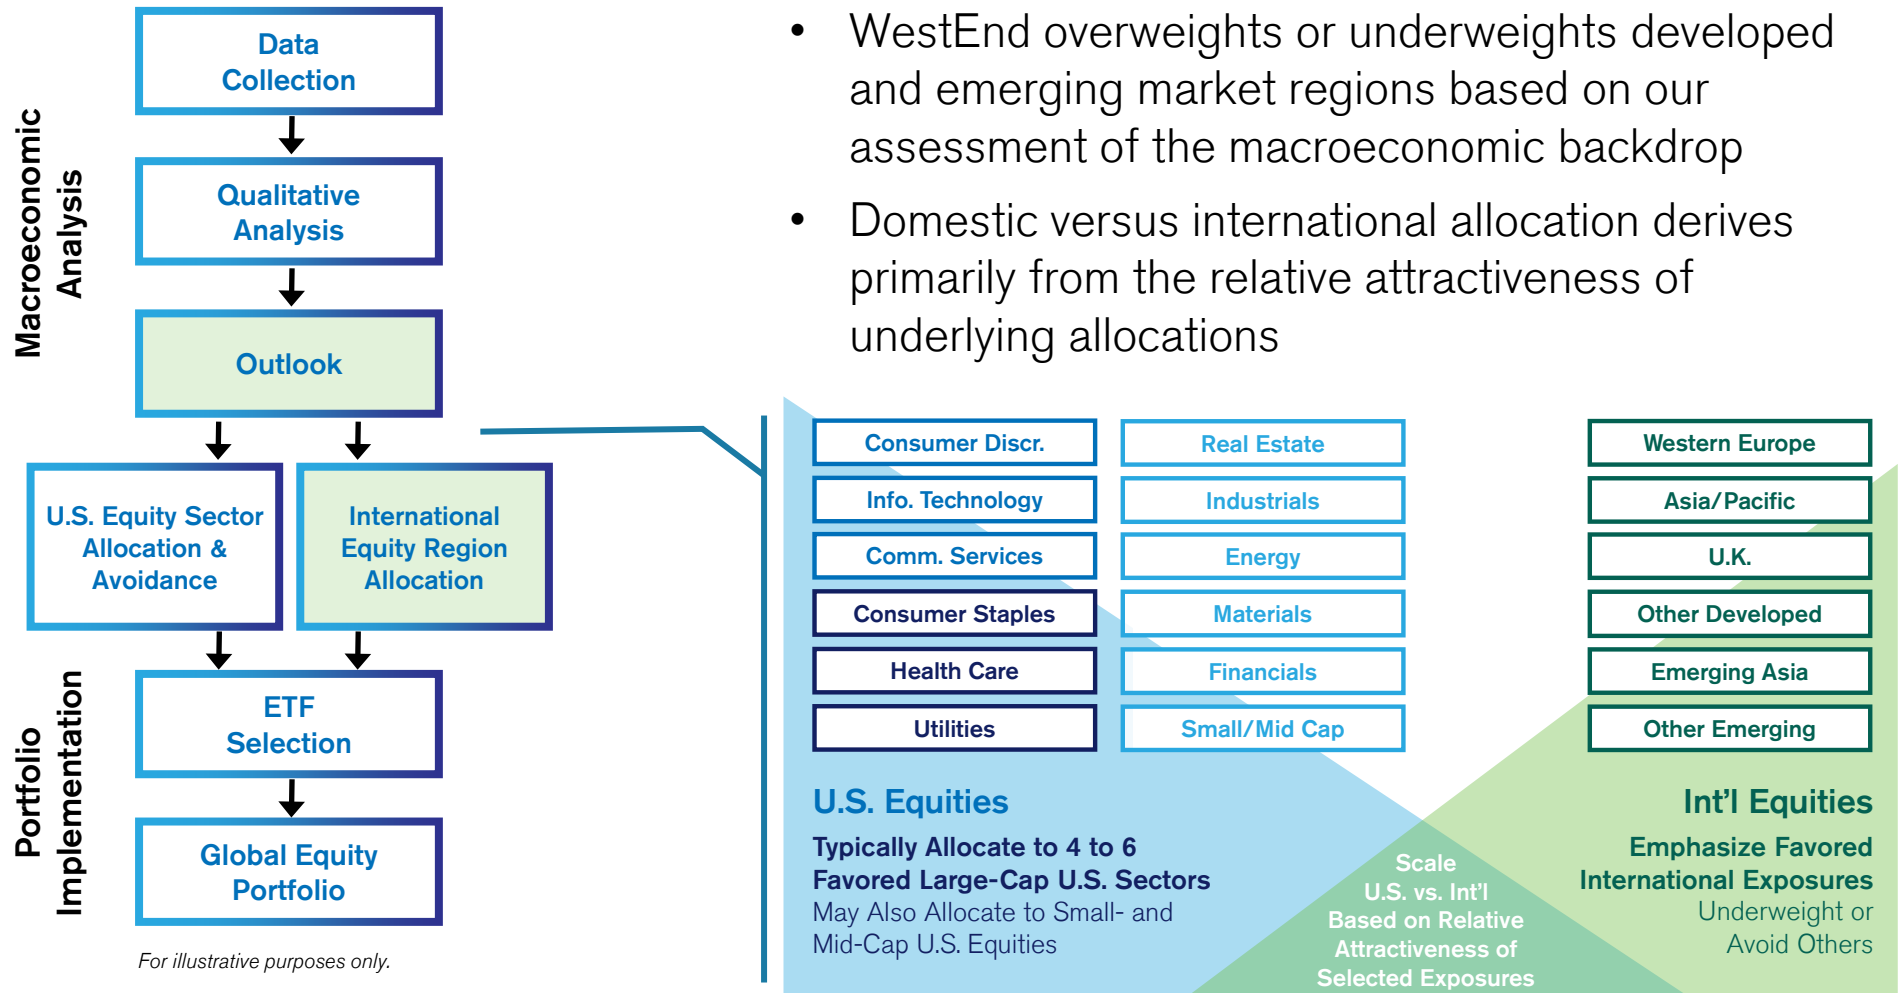 Macroeconomic
Analysis
Data
Collection
Qualitative
Analysis
Outlook
U.S. Equity Sector
Allocation &
Avoidance
International
Equity Region
Allocation
Portfolio
Implementation
ETF
Selection
Global Equity
Portfolio
For illustrative purposes only.
• WestEnd overweights or underweights developed
and emerging market regions based on our
assessment of the macroeconomic backdrop
• Domestic versus international allocation derives
primarily from the relative attractiveness of
underlying allocations
Consumer Discr.
Info. Technology
Comm. Services
Consumer Staples
Health Care
Utilities
Real Estate
Industrials
Energy
Materials
Financials
Small/Mid Cap
Western Europe
Asia/Pacific
U.K.
Other Developed
Emerging Asia
Other Emerging
U.S. Equities
Typically Allocate to 4 to 6
Favored Large-Cap U.S. Sectors
May Also Allocate to Small- and
Mid-Cap U.S. Equities
Scale
U.S. vs. Int'l
Based on Relative
Attractiveness of
Selected Exposures
Int'l Equities
Emphasize Favored
International Exposures
Underweight or
Avoid Others